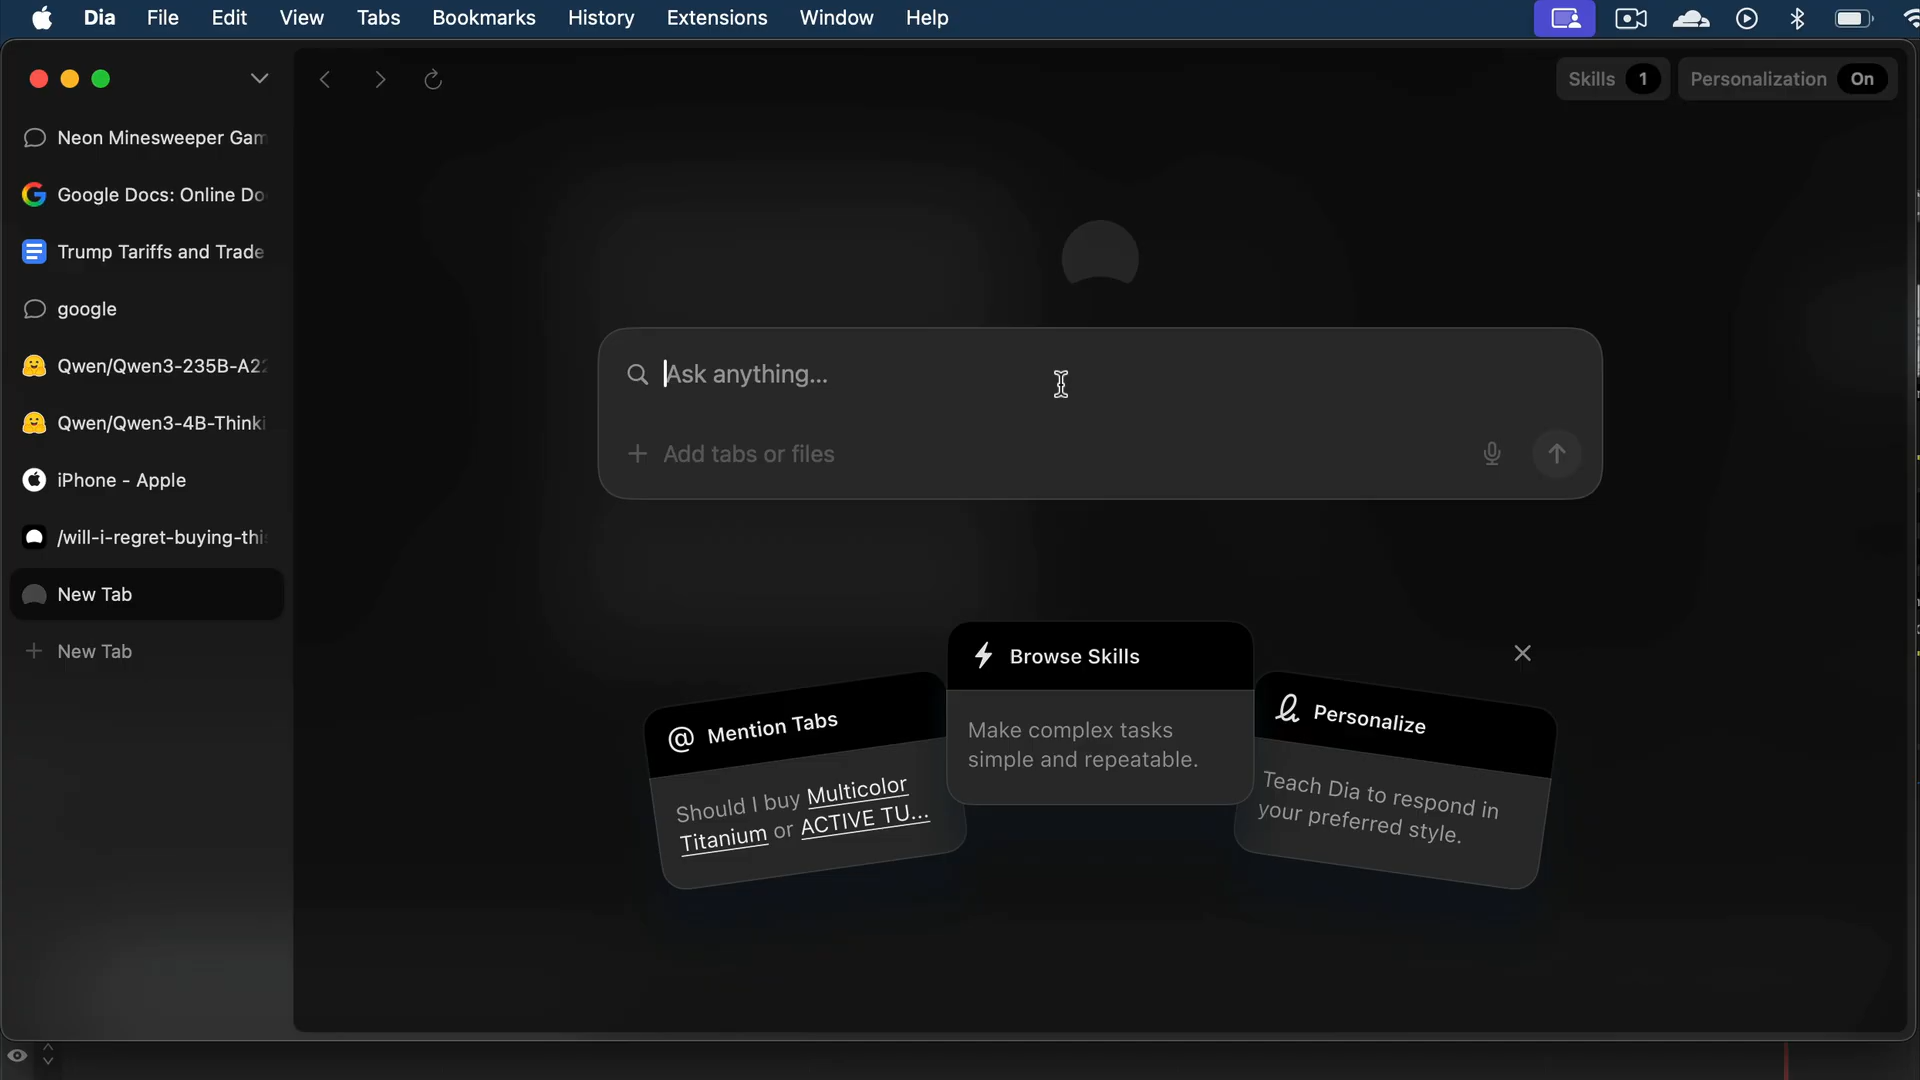 Dia File Edit View Tabs Bookmarks History Extensions Window Help
Skills 1 Personalization On
Neon Minesweeper Gam
Google Docs: Online Do
Trump Tariffs and Trade
google
Qwen/Qwen3-235B-A22
Qwen/Qwen3-4B-Thinki
iPhone - Apple
/will-i-regret-buying-this
New Tab
New Tab
Ask anything...
Add tabs or files
@ Mention Tabs
Should I buy Multicolor
Titanium or ACTIVE TU...
Browse Skills
Make complex tasks
simple and repeatable.
Personalize
Teach Dia to respond in
your preferred style.